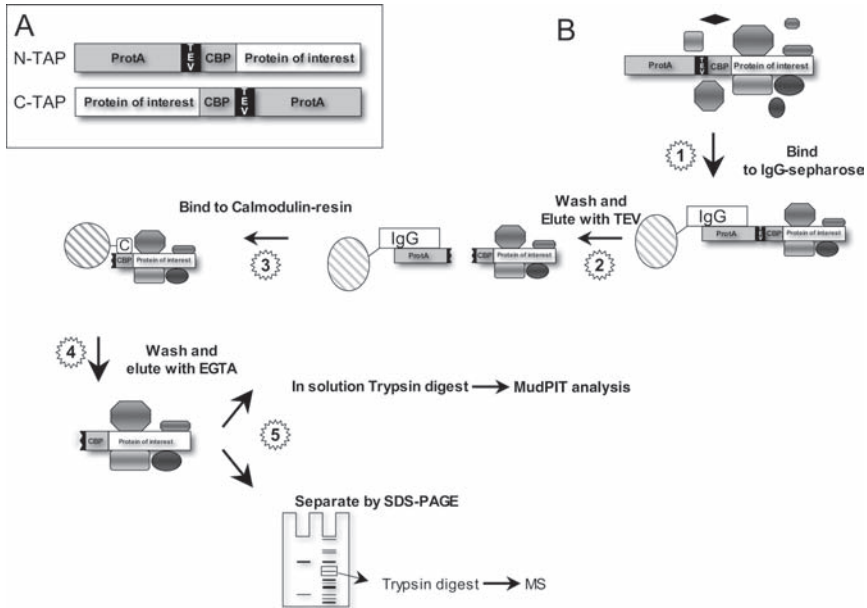 A
N-TAP
ProtA
TEV
CBP
Protein of interest
C-TAP
Protein of interest
CBP
TEV
ProtA
B
ProtA
TEV
CBP
Protein of interest
1
Bind
to IgG-sepharose
IgG
ProtA
CBP
Protein of interest
Wash and
Elute with TEV
2
IgG
ProtA
CBP
Protein of interest
Bind to Calmodulin-resin
3
C
CBP
Protein of interest
4
Wash and
elute with EGTA
CBP
Protein of interest
5
In solution Trypsin digest
MudPIT analysis
Separate by SDS-PAGE
Trypsin digest
MS